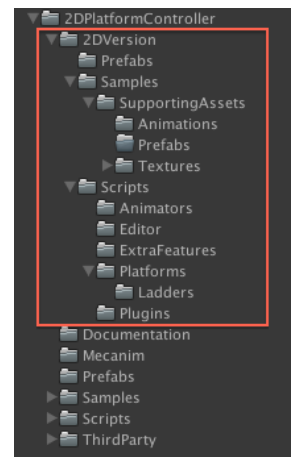 2DPlatformController
2DVersion
Prefabs
Samples
SupportingAssets
Animations
Prefabs
Textures
Scripts
Animators
Editor
ExtraFeatures
Platforms
Ladders
Plugins
Documentation
Mecanim
Prefabs
Samples
Scripts
ThirdParty